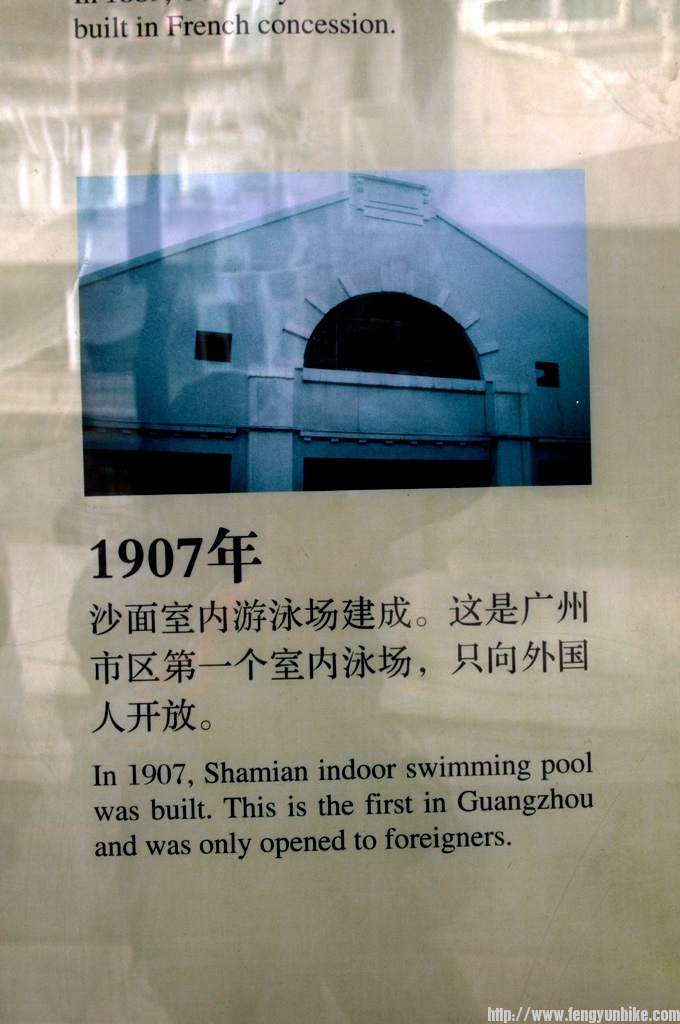 built in French concession.
1907年
沙面室内游泳场建成。这是广州
市区第一个室内泳场，只向外国
人开放。
In 1907, Shamian indoor swimming pool
was built. This is the first in Guangzhou
and was only opened to foreigners.
http://www.fengyunbike.com